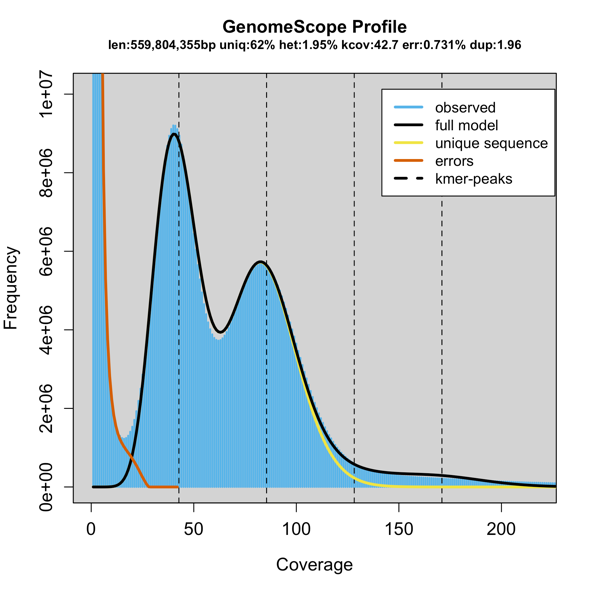 GenomeScope Profile
len:559,804,355bp uniq:62% het:1.95% kcov:42.7 err:0.731% dup:1.96
observed
full model
unique sequence
errors
kmer-peaks
1e+07
8e+06
6e+06
4e+06
2e+06
0e+00
Frequency
0
50
100
150
200
Coverage